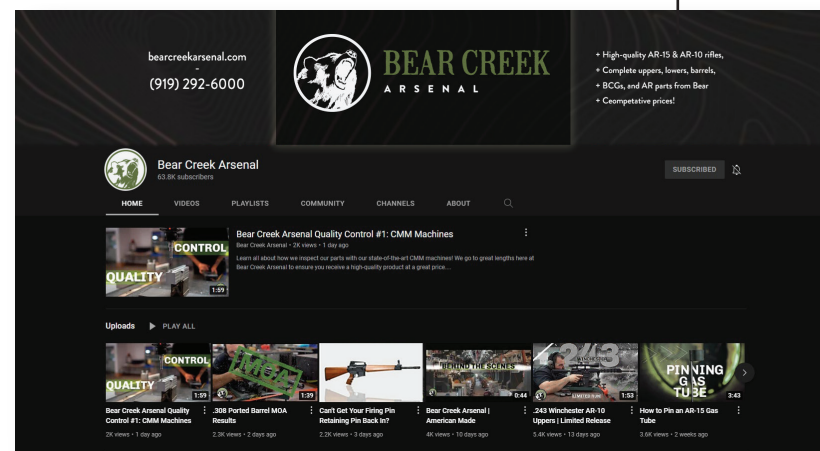 bearcreekarsenal.com
-
(919) 292-6000
BEAR CREEK
ARSENAL
+ High-quality AR-15 & AR-10 rifles,
+ Complete uppers, lowers, barrels,
+ BCGs, and AR parts from Bear
+ Ceompetative prices!
Bear Creek Arsenal
63.8K subscribers
SUBSCRIBED
HOME
VIDEOS
PLAYLISTS
COMMUNITY
CHANNELS
ABOUT
CONTROL
QUALITY
1:59
Bear Creek Arsenal Quality Control #1: CMM Machines
Bear Creek Arsenal • 2K views • 1 day ago
Learn all about how we inspect our parts with our state-of-the-art CMM machines! We go to great lengths here at
Bear Creek Arsenal to ensure you receive a high-quality product at a great price...
Uploads
PLAY ALL
CONTROL
QUALITY
1:59
Bear Creek Arsenal Quality
Control #1: CMM Machines
2K views • 1 day ago
MOA
1:39
.308 Ported Barrel MOA
Results
2.3K views • 2 days ago
Can't Get Your Firing Pin
Retaining Pin Back In?
2.2K views • 3 days ago
BEHIND THE SCENES
0:44
Bear Creek Arsenal |
American Made
4K views • 10 days ago
.243
WINCHESTER
LIMITED RUN!
1:53
.243 Winchester AR-10
Uppers | Limited Release
5.4K views • 13 days ago
PINNING
GAS
TUBE
3:43
How to Pin an AR-15 Gas
Tube
3.6K views • 2 weeks ago